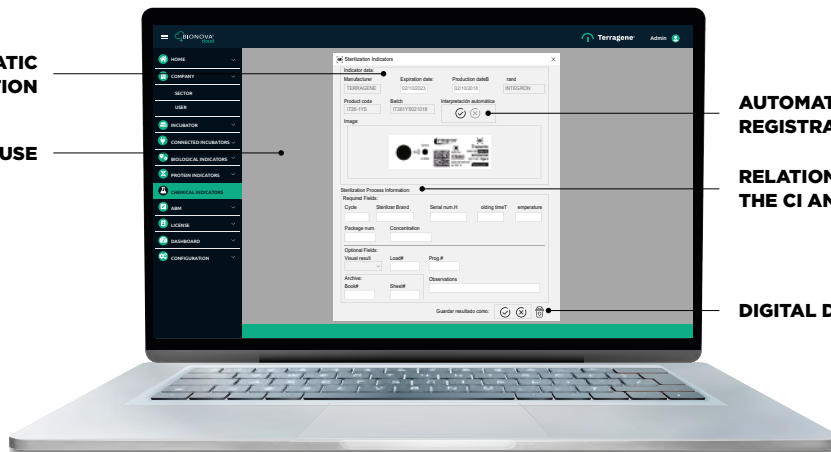 BIONOVA
cloud
Terragene
Admin
ATIC
TION
USE
HOME
COMPANY
SECTOR
USER
INCUBATOR
CONNECTED INCUBATORS
BIOLOGICAL INDICATORS
PROTEIN INDICATORS
CHEMICAL INDICATORS
ABM
LICENSE
DASHBOARD
CONFIGURATION
Sterilization Indicators
Indicator data:
Manufacturer Expiration date: Production dateB rand
TERRAGENE 02/10/2023 02/10/2018 INTEGRON
Product code Batch Interpretación automática
IT26-1YS
Image:
Sterilization Process Information:
Required Fields:
Cycle Sterilizer Brand Serial num.H olding timeT emperature
Package num. Concentration
Optional Fields:
Visual result Load# Prog.#
Archive:
Book# Sheet# Observations
Guardar resultado como:
AUTOMAT
REGISTRA
RELATION
THE CI AN
DIGITAL D